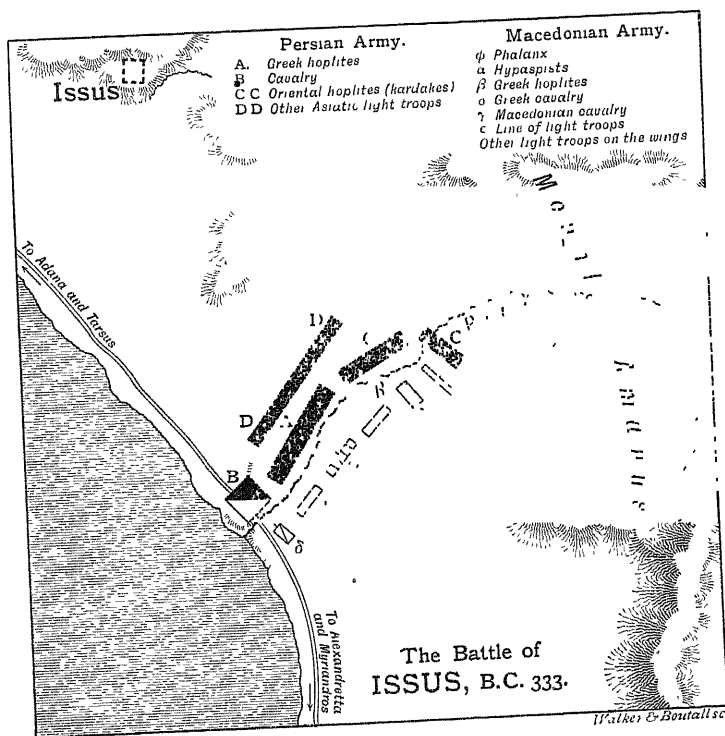 Persian Army.
A. Greek hoplites
B Cavalry
C C Oriental hoplites (kardakes)
D D Other Asiatic light troops
Macedonian Army.
φ Phalanx
α Hypaspists
β Greek hoplites
Greek cavalry
γ Macedonian cavalry
Line of light troops
Other light troops on the wings
Issus
To Adana and Tarsus
D
C
D
B
δ
To Alexandretta
and Myriandros
The Battle of
ISSUS, B.C. 333.
Walker & Boutall sc